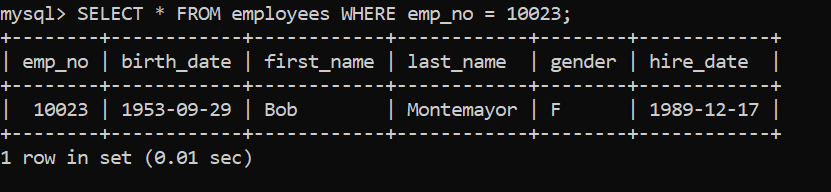 mysql> SELECT * FROM employees WHERE emp_no = 10023;
+--------+------------+------------+------------+--------+------------+
| emp_no | birth_date | first_name | last_name  | gender | hire_date  |
+--------+------------+------------+------------+--------+------------+
|  10023 | 1953-09-29 | Bob        | Montemayor | F      | 1989-12-17 |
+--------+------------+------------+------------+--------+------------+
1 row in set (0.01 sec)